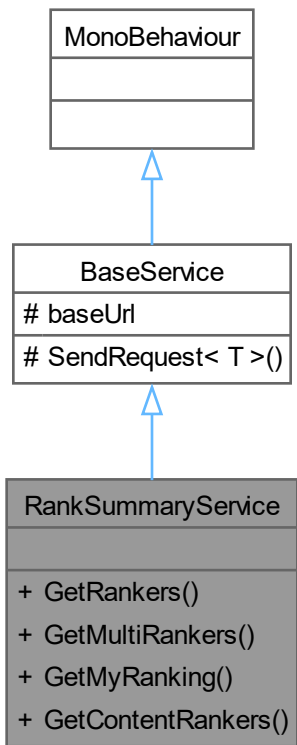 MonoBehaviour
BaseService
# baseUrl
# SendRequest< T >()
RankSummaryService
+ GetRankers()
+ GetMultiRankers()
+ GetMyRanking()
+ GetContentRankers()